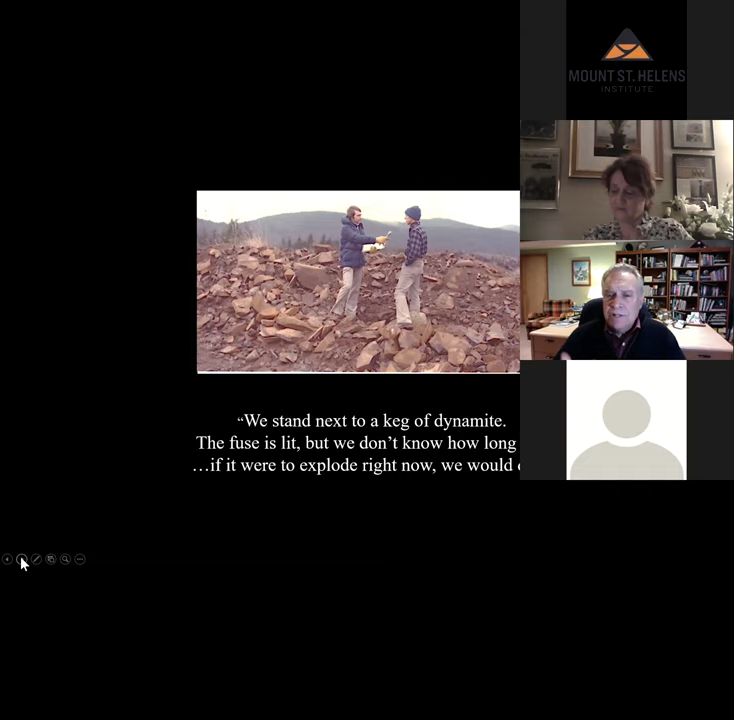 MOUNT ST. HELENS
INSTITUTE
“We stand next to a keg of dynamite.
The fuse is lit, but we don’t know how long
…if it were to explode right now, we would